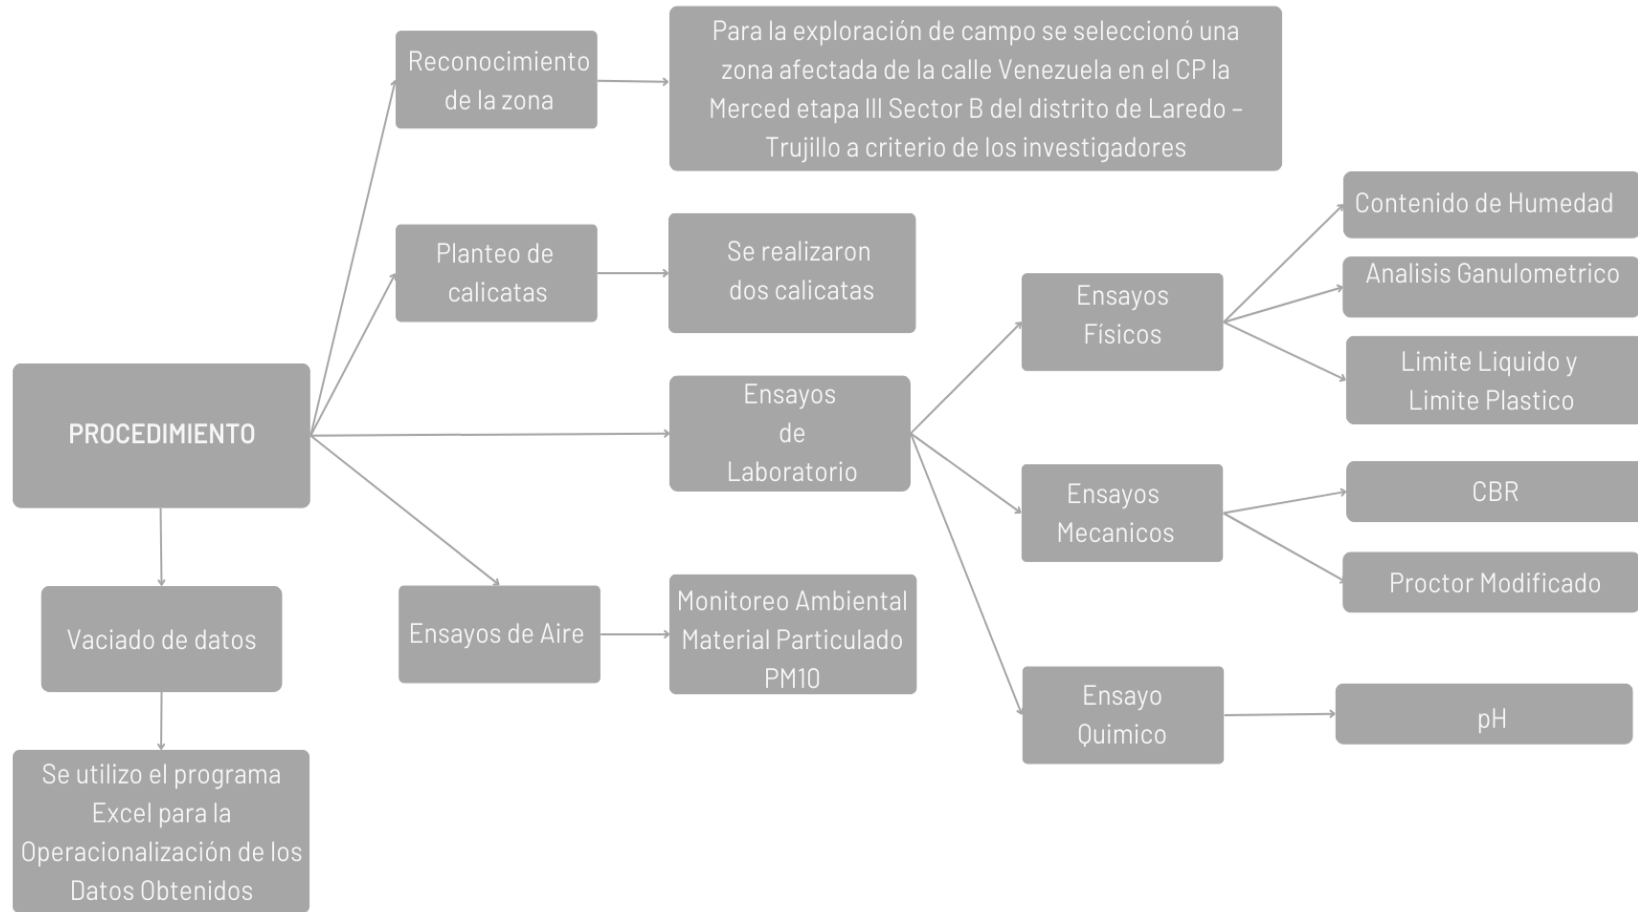 Reconocimiento
de la zona
Para la exploración de campo se seleccionó una
zona afectada de la calle Venezuela en el CP la
Merced etapa III Sector B del distrito de Laredo –
Trujillo a criterio de los investigadores
Planteo de
calicatas
Se realizaron
dos calicatas
PROCEDIMIENTO
Ensayos
de
Laboratorio
Ensayos
Físicos
Contenido de Humedad
Analisis Ganulometrico
Limite Liquido y
Limite Plastico
Ensayos
Mecanicos
CBR
Proctor Modificado
Ensayo
Quimico
pH
Ensayos de Aire
Monitoreo Ambiental
Material Particulado
PM10
Vaciado de datos
Se utilizo el programa
Excel para la
Operacionalización de los
Datos Obtenidos